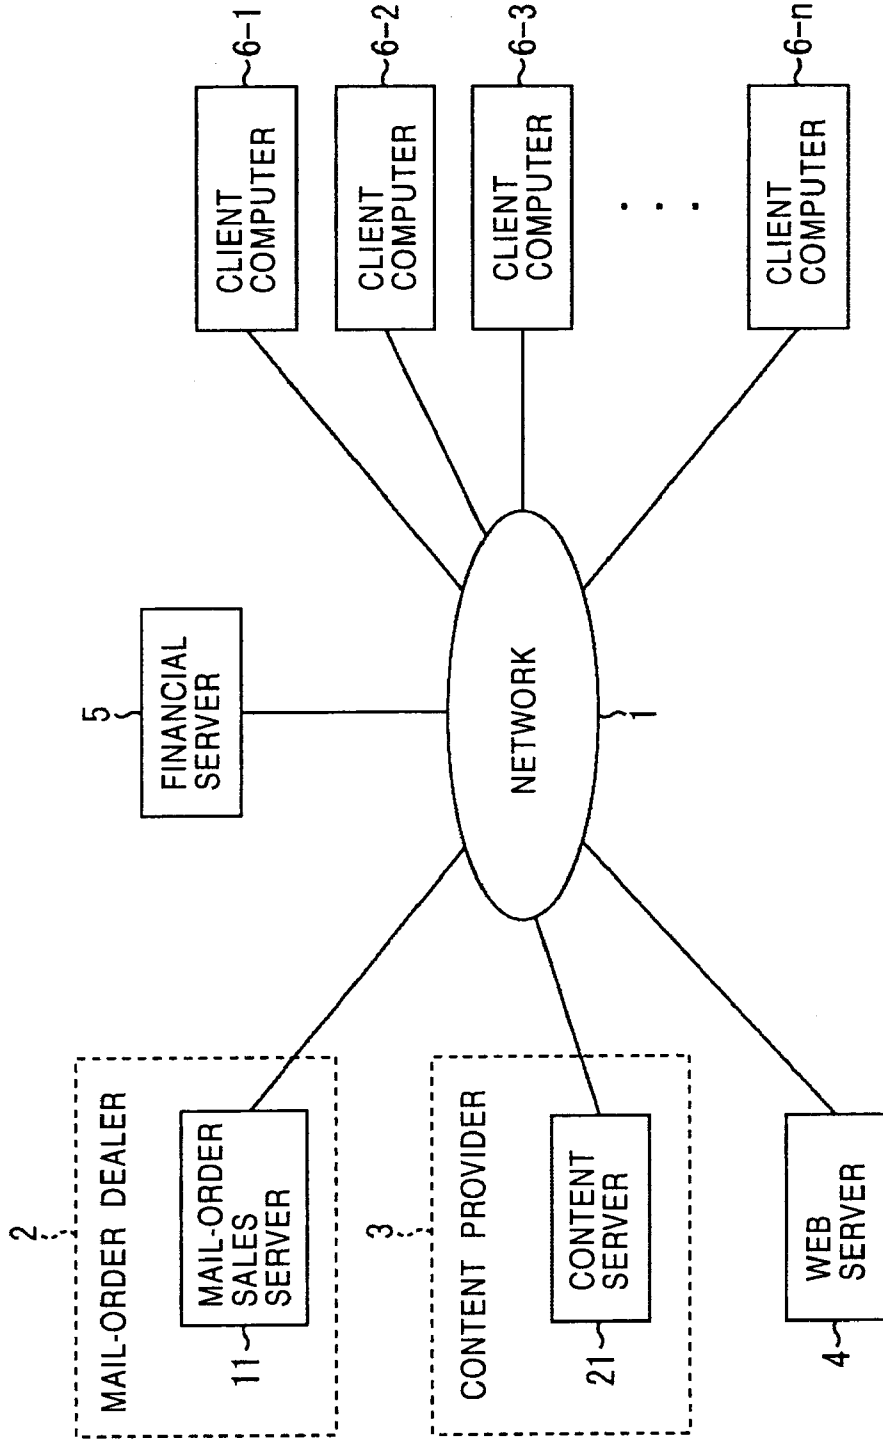 2
MAIL-ORDER DEALER
MAIL-ORDER
SALES
SERVER
11
3
CONTENT PROVIDER
CONTENT
SERVER
21
WEB
SERVER
4
5
FINANCIAL
SERVER
NETWORK
1
CLIENT
COMPUTER
6-1
CLIENT
COMPUTER
6-2
CLIENT
COMPUTER
6-3
. . .
CLIENT
COMPUTER
6-n